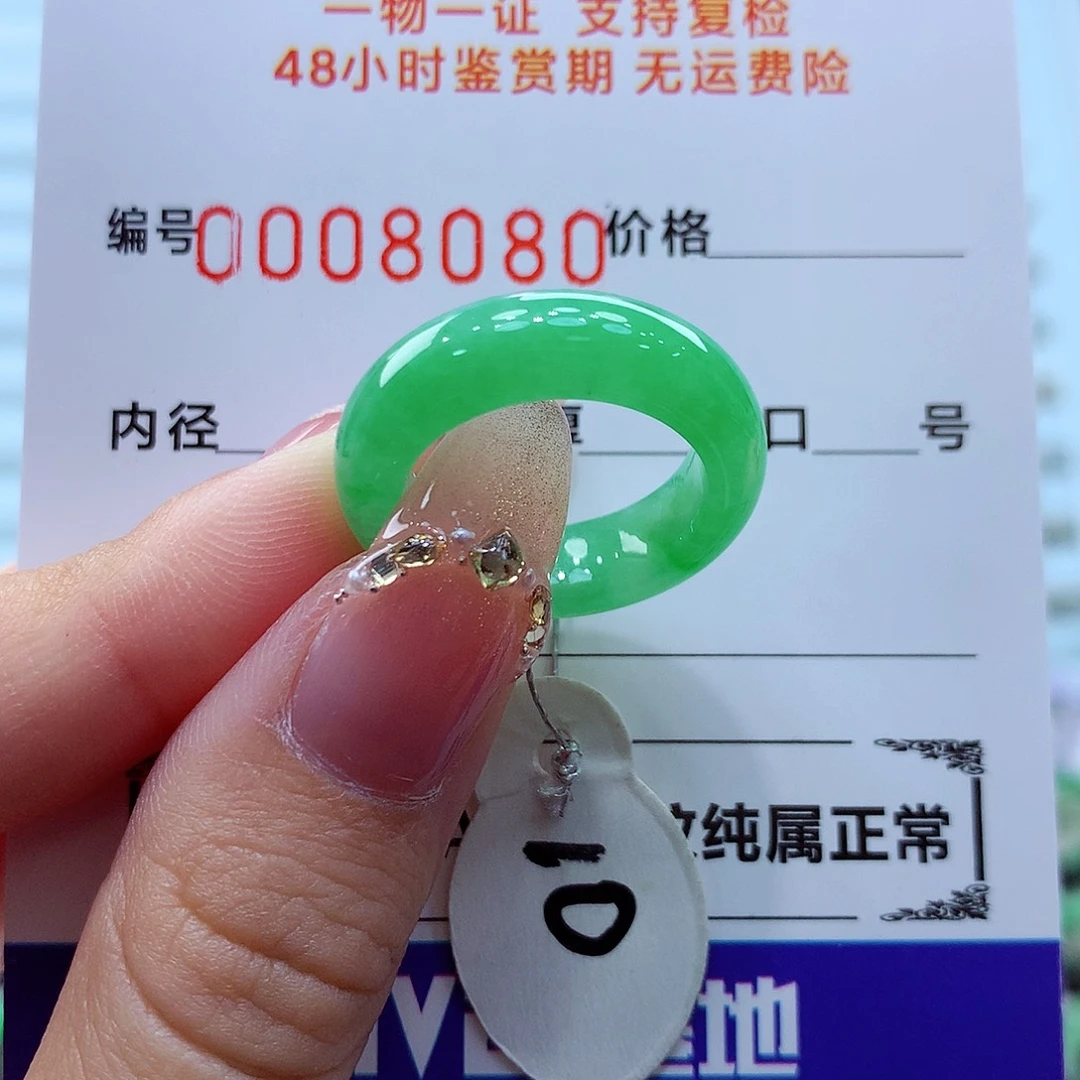 一物一证 支持复检
48小时鉴赏期 无运费险
编号0008080价格
内径
口 号
纯属正常
10
基地